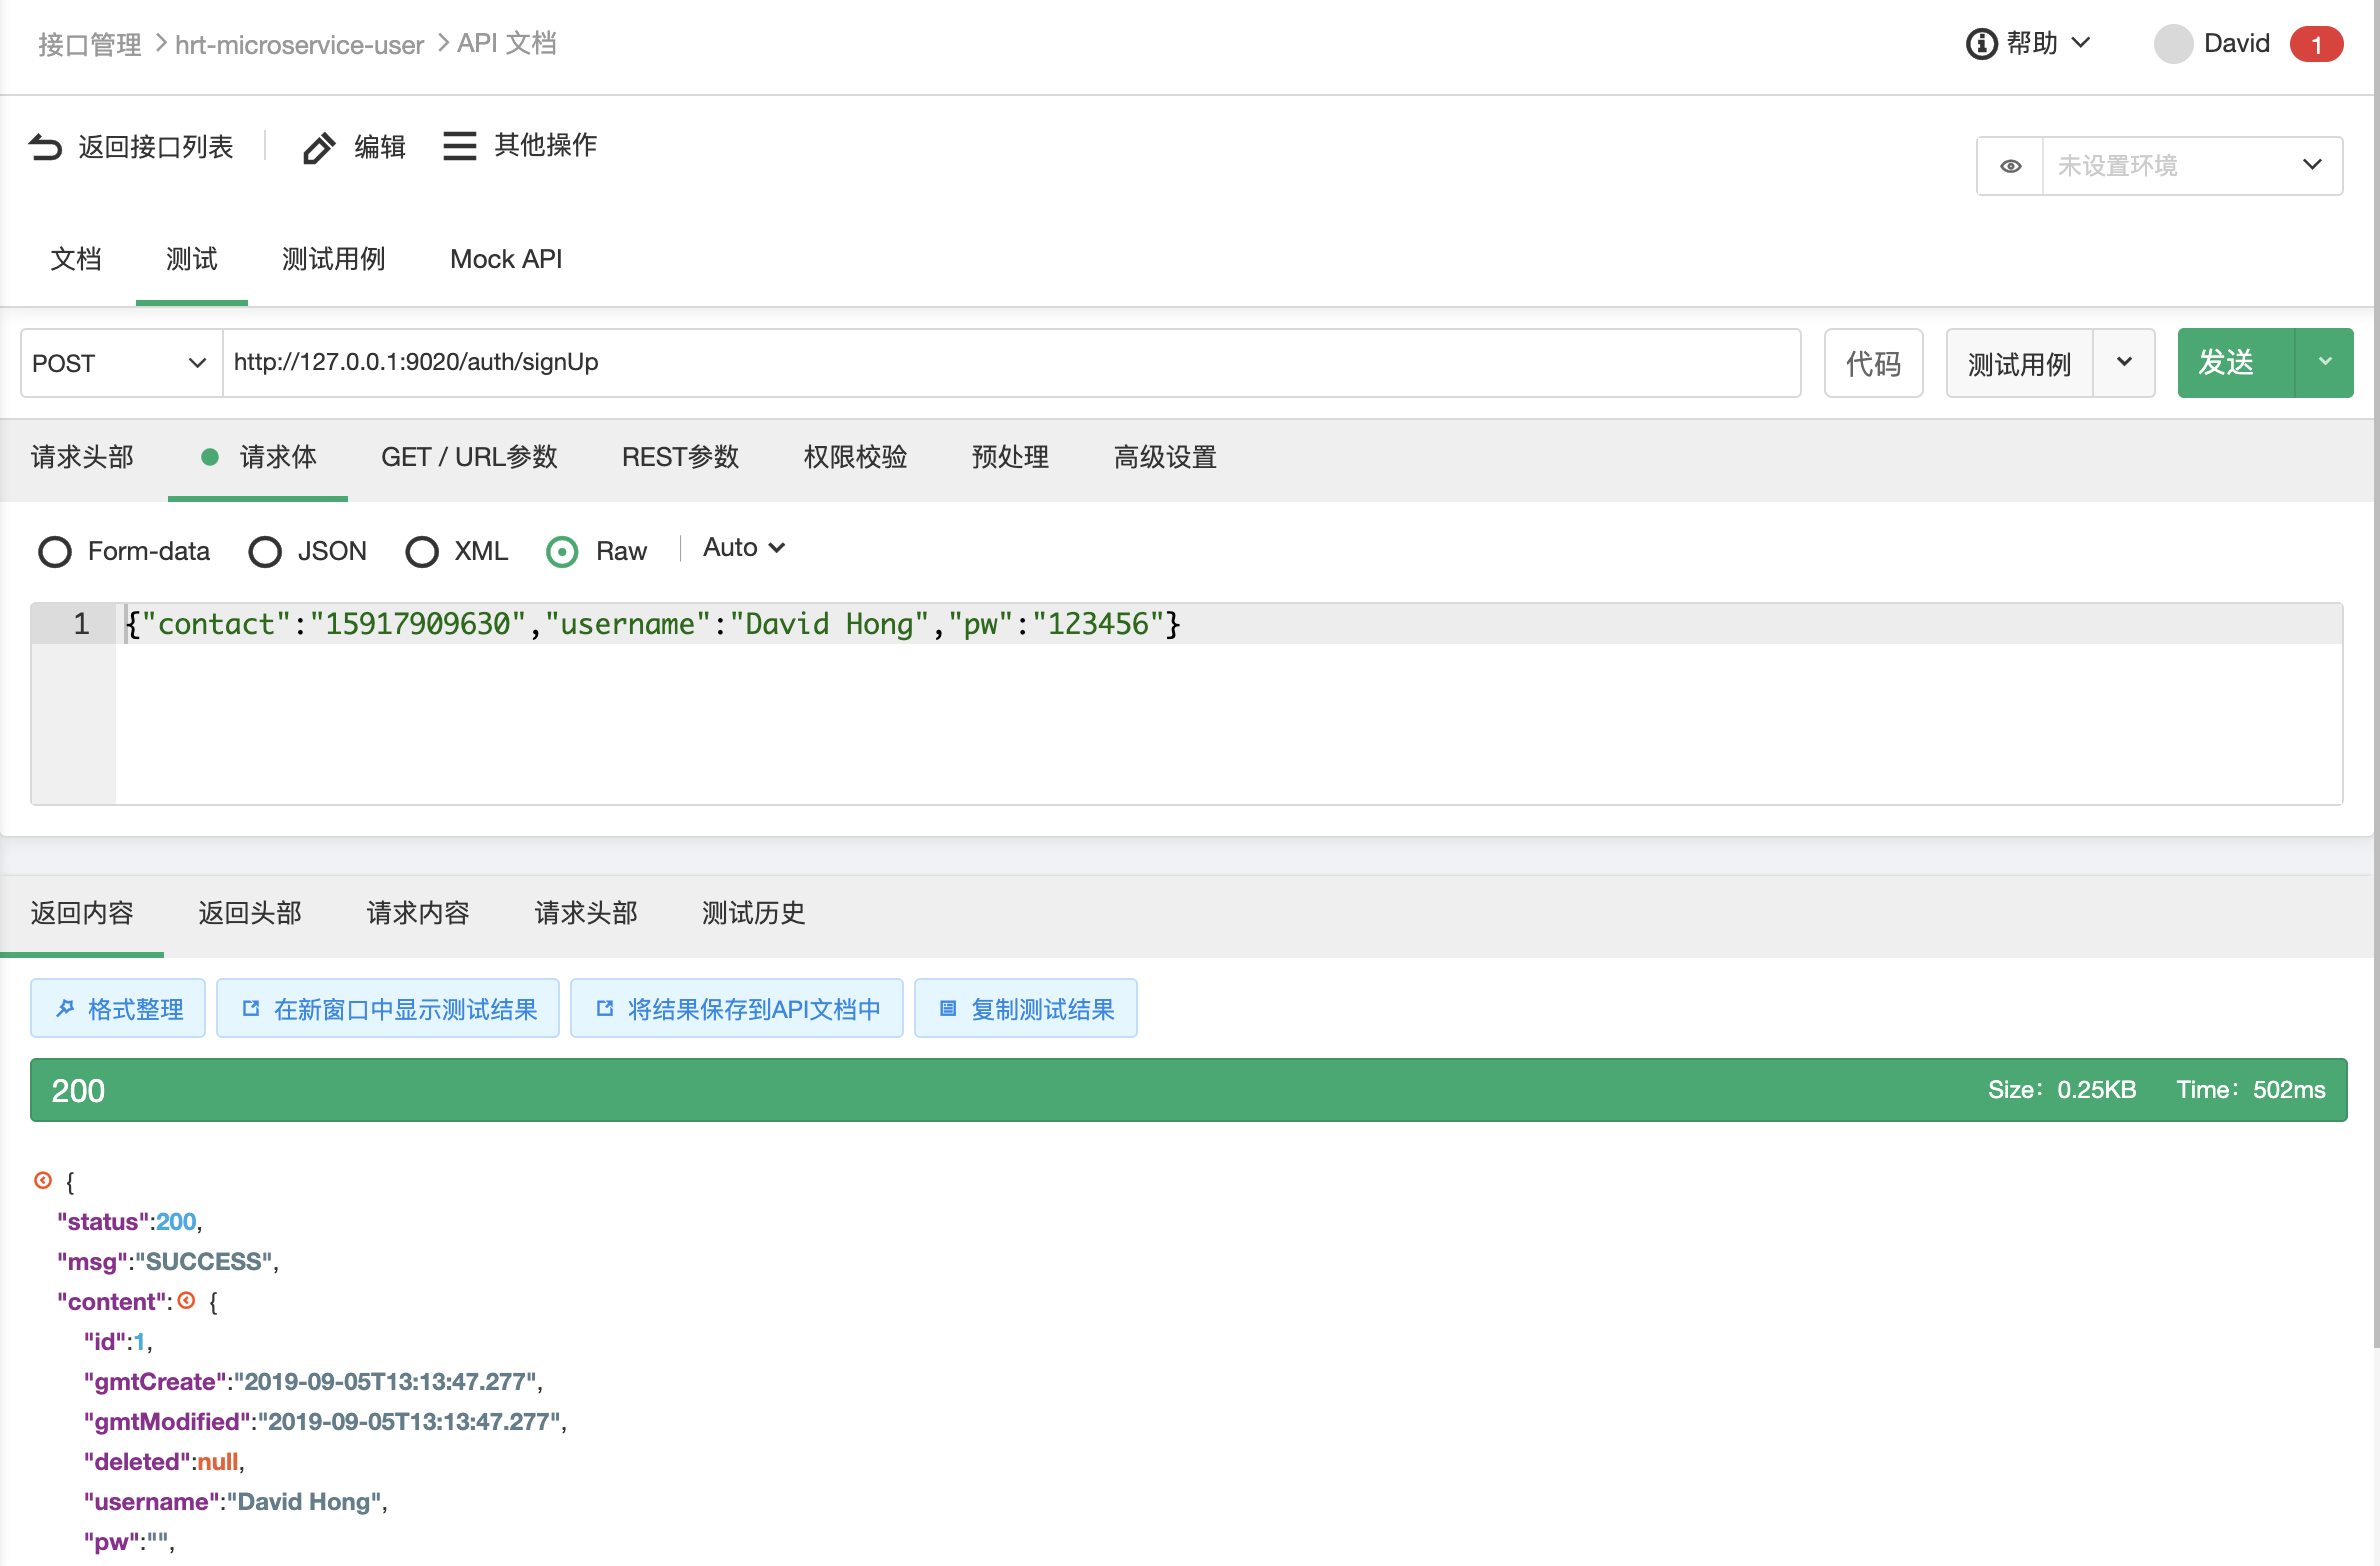 接口管理 > hrt-microservice-user > API 文档
帮助
David 1
返回接口列表 编辑 其他操作
未设置环境
文档 测试 测试用例 Mock API
POST http://127.0.0.1:9020/auth/signUp 代码 测试用例 发送
请求头部 请求体 GET / URL参数 REST参数 权限校验 预处理 高级设置
Form-data JSON XML Raw Auto
1 {"contact":"15917909630","username":"David Hong","pw":"123456"}
返回内容 返回头部 请求内容 请求头部 测试历史
格式整理 在新窗口中显示测试结果 将结果保存到API文档中 复制测试结果
200 Size：0.25KB Time：502ms
{
"status":200,
"msg":"SUCCESS",
"content": {
"id":1,
"gmtCreate":"2019-09-05T13:13:47.277",
"gmtModified":"2019-09-05T13:13:47.277",
"deleted":null,
"username":"David Hong",
"pw":"",